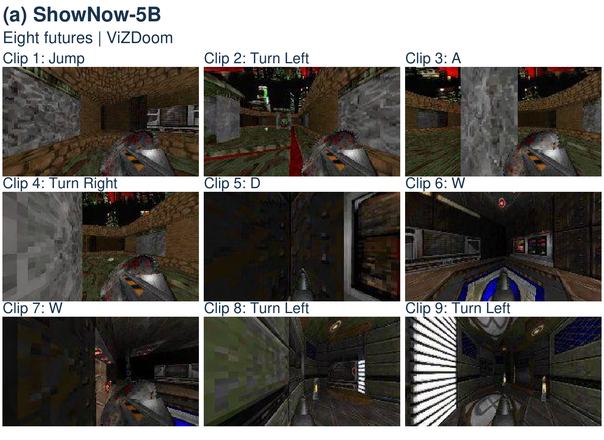 (a) ShowNow-5B
Eight futures | ViZDoom
Clip 1: Jump
Clip 2: Turn Left
Clip 3: A
Clip 4: Turn Right
Clip 5: D
Clip 6: W
Clip 7: W
Clip 8: Turn Left
Clip 9: Turn Left